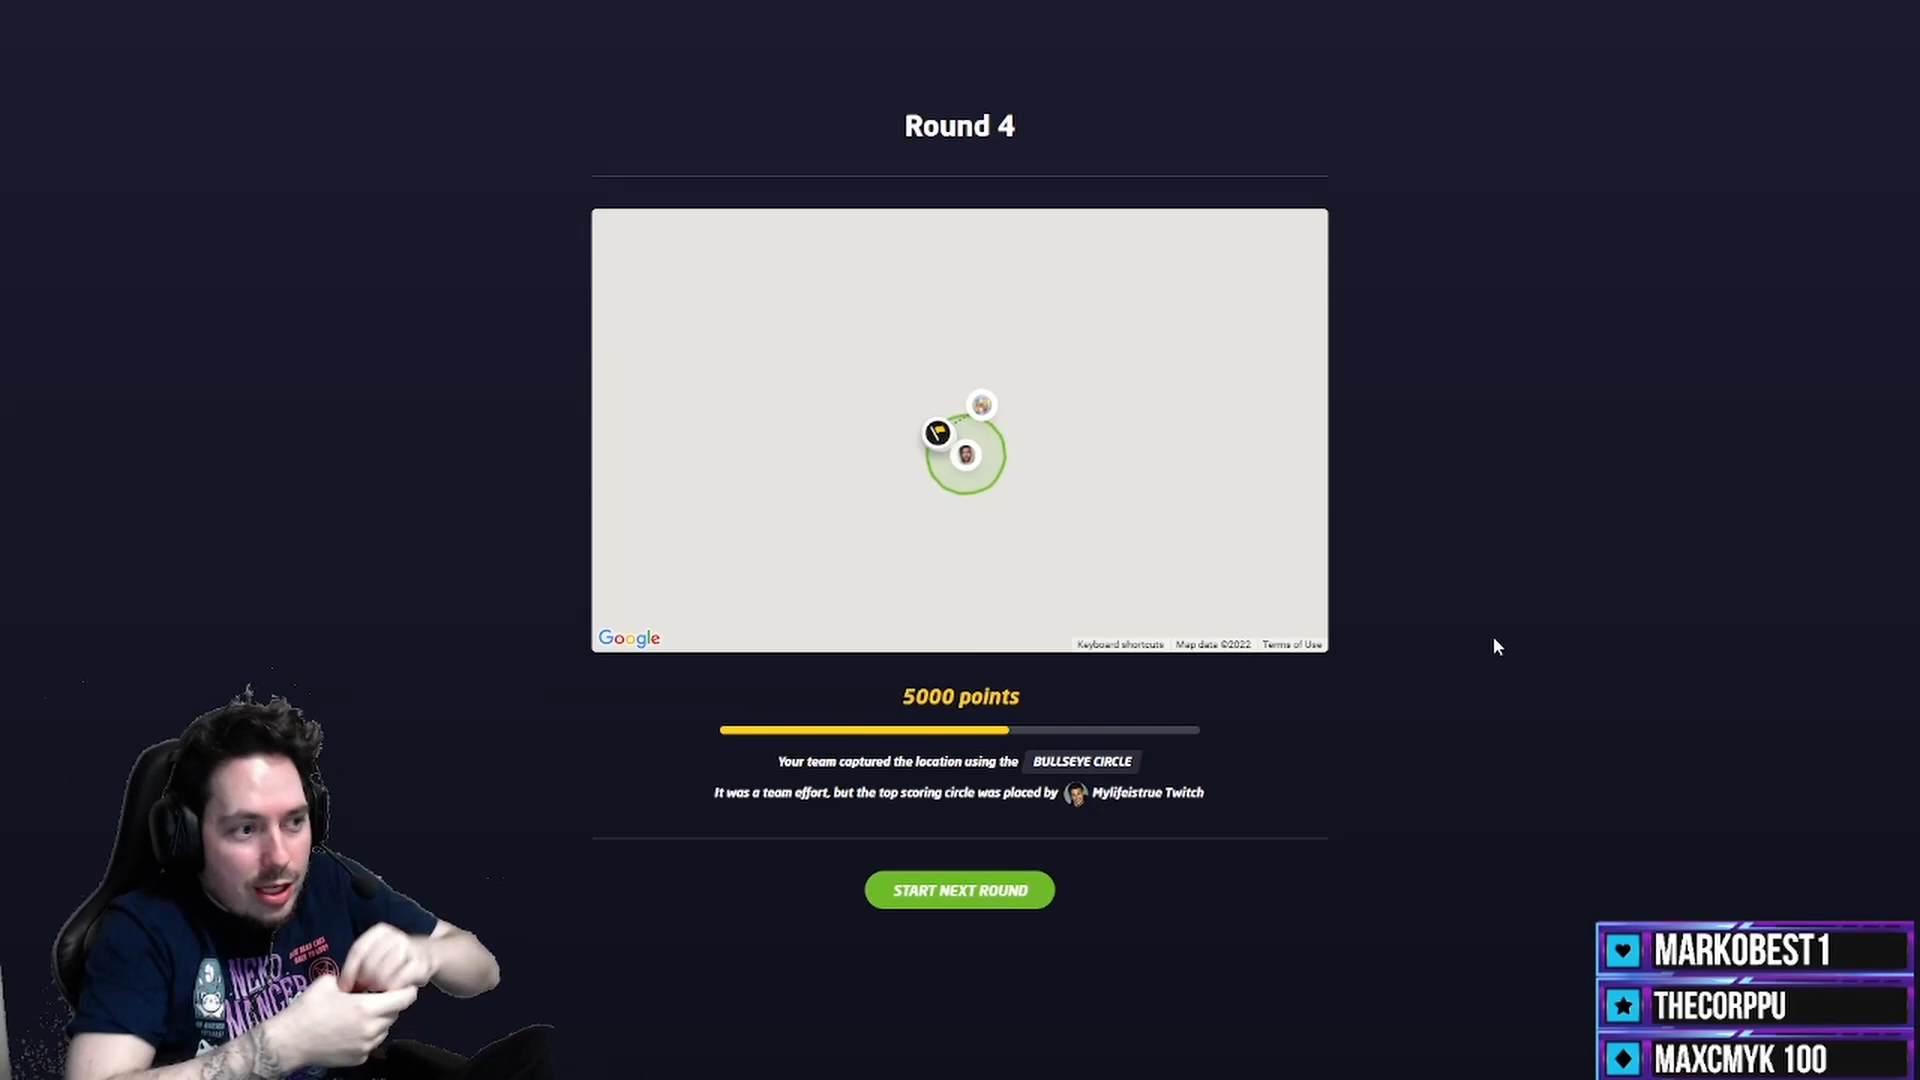 Round 4
Google
Keyboard shortcuts
Map data ©2022
Terms of Use
5000 points
Your team captured the location using the BULLSEYE CIRCLE
It was a team effort, but the top scoring circle was placed by Mylifeistrue Twitch
START NEXT ROUND
NEKO
MANCER
MARKOBEST1
THECORPPU
MAXCMYK 100